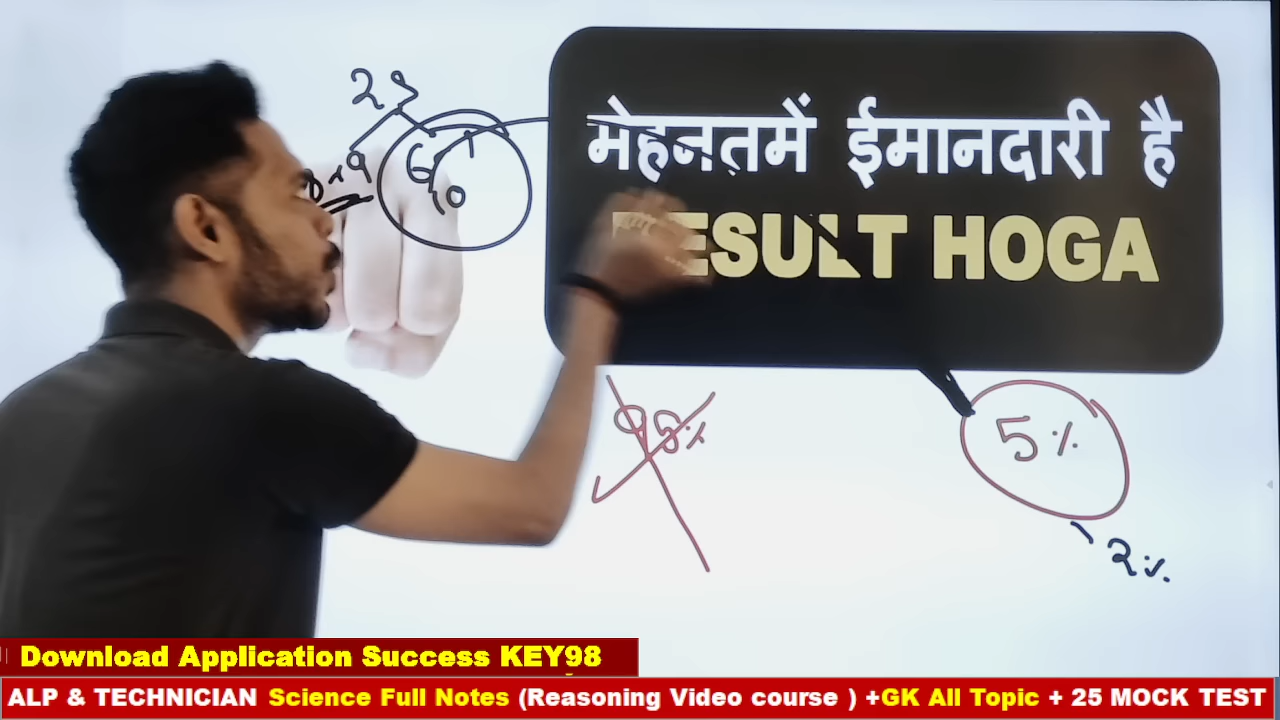 मेहनतमें ईमानदारी है
RESULT HOGA
95%
5%
2%
Download Application Success KEY98
ALP & TECHNICIAN Science Full Notes (Reasoning Video course ) +GK All Topic + 25 MOCK TEST